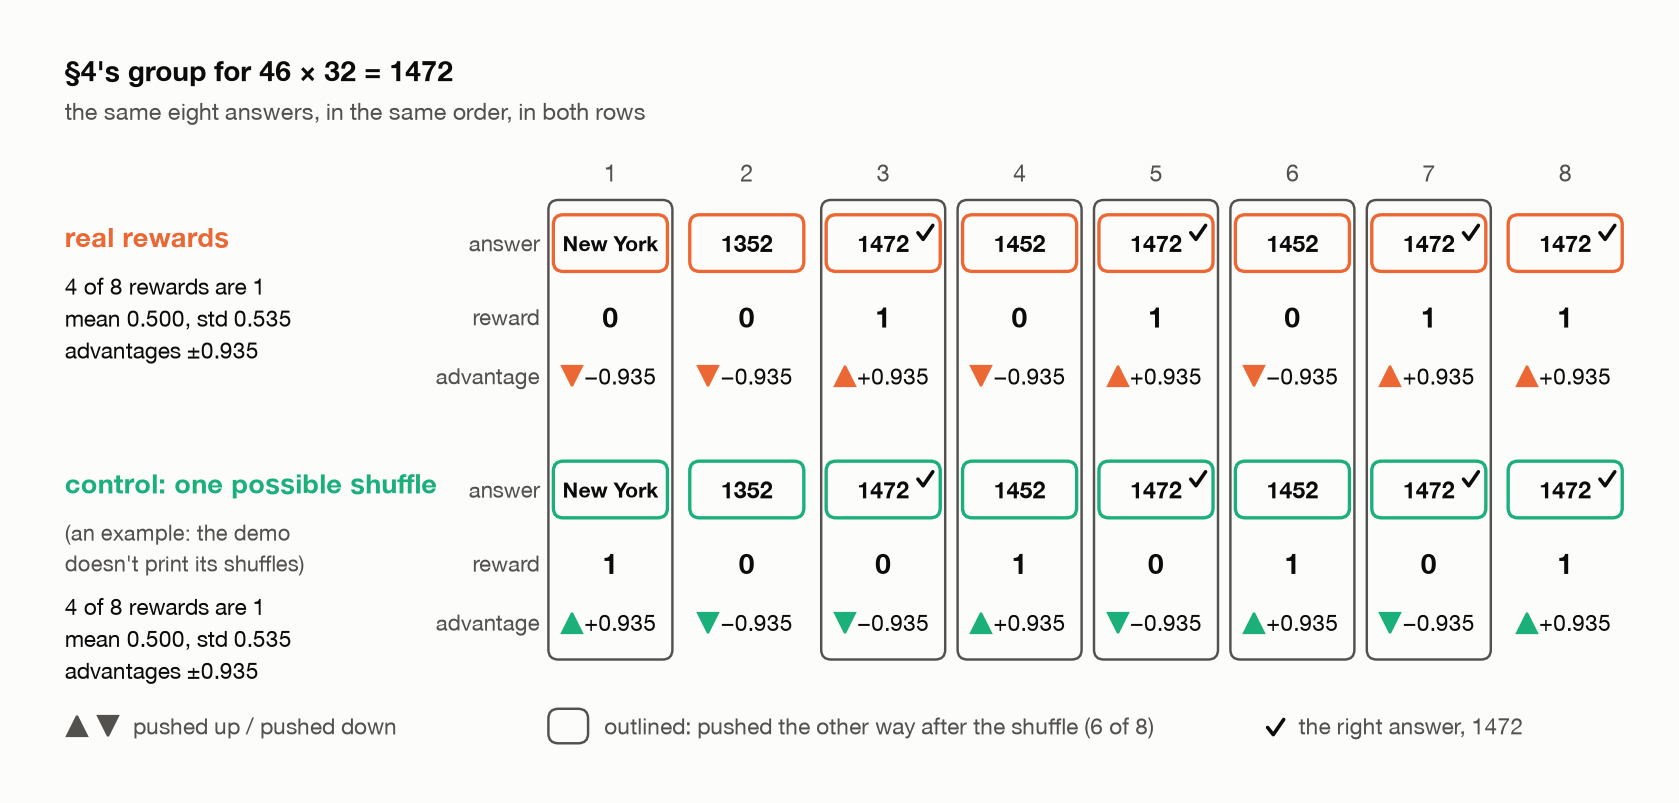 §4's group for 46 × 32 = 1472
the same eight answers, in the same order, in both rows
1 2 3 4 5 6 7 8
real rewards
4 of 8 rewards are 1
mean 0.500, std 0.535
advantages ±0.935
answer New York 1352 1472 ✓ 1452 1472 ✓ 1452 1472 ✓ 1472 ✓
reward 0 0 1 0 1 0 1 1
advantage ▼−0.935 ▼−0.935 ▲+0.935 ▼−0.935 ▲+0.935 ▼−0.935 ▲+0.935 ▲+0.935
control: one possible shuffle
(an example: the demo
doesn't print its shuffles)
4 of 8 rewards are 1
mean 0.500, std 0.535
advantages ±0.935
answer New York 1352 1472 ✓ 1452 1472 ✓ 1452 1472 ✓ 1472 ✓
reward 1 0 0 1 0 1 0 1
advantage ▲+0.935 ▼−0.935 ▼−0.935 ▲+0.935 ▼−0.935 ▲+0.935 ▼−0.935 ▲+0.935
▲▼ pushed up / pushed down
outlined: pushed the other way after the shuffle (6 of 8)
✓ the right answer, 1472